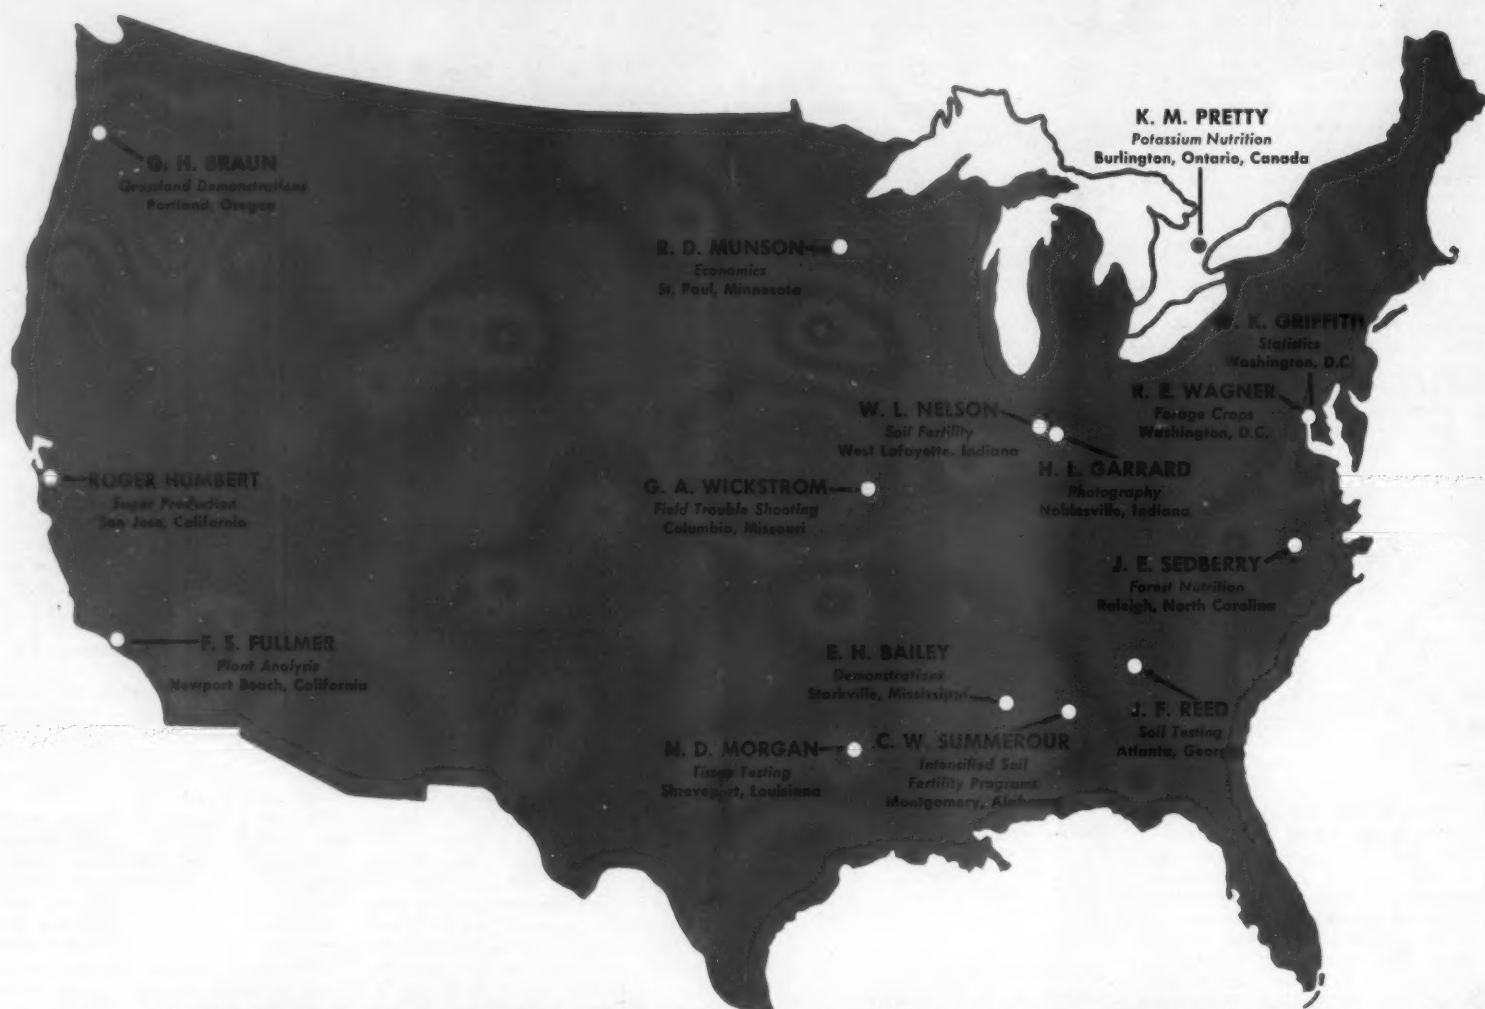 K. M. PRETTY
Potassium Nutrition
Burlington, Ontario, Canada
G. H. BRAUN
Grassland Demonstrations
Portland, Oregon
R. D. MUNSON
Economics
St. Paul, Minnesota
K. GRIFFITH
Statistics
Washington, D.C.
R. E. WAGNER
Forage Crops
Washington, D.C.
W. L. NELSON
Soil Fertility
West Lafayette, Indiana
H. L. GARRARD
Photography
Noblesville, Indiana
ROGER HUMBERT
Sugar Production
San Jose, California
G. A. WICKSTROM
Field Trouble Shooting
Columbia, Missouri
J. E. SEDBERRY
Forest Nutrition
Raleigh, North Carolina
F. S. FULLMER
Plant Analysis
Newport Beach, California
E. H. BAILEY
Demonstrations
Starkville, Mississippi
J. F. REED
Soil Testing
Atlanta, Georgia
N. D. MORGAN
Tissue Testing
Shreveport, Louisiana
C. W. SUMMEROUR
Intensified Soil
Fertility Programs
Montgomery, Alabama